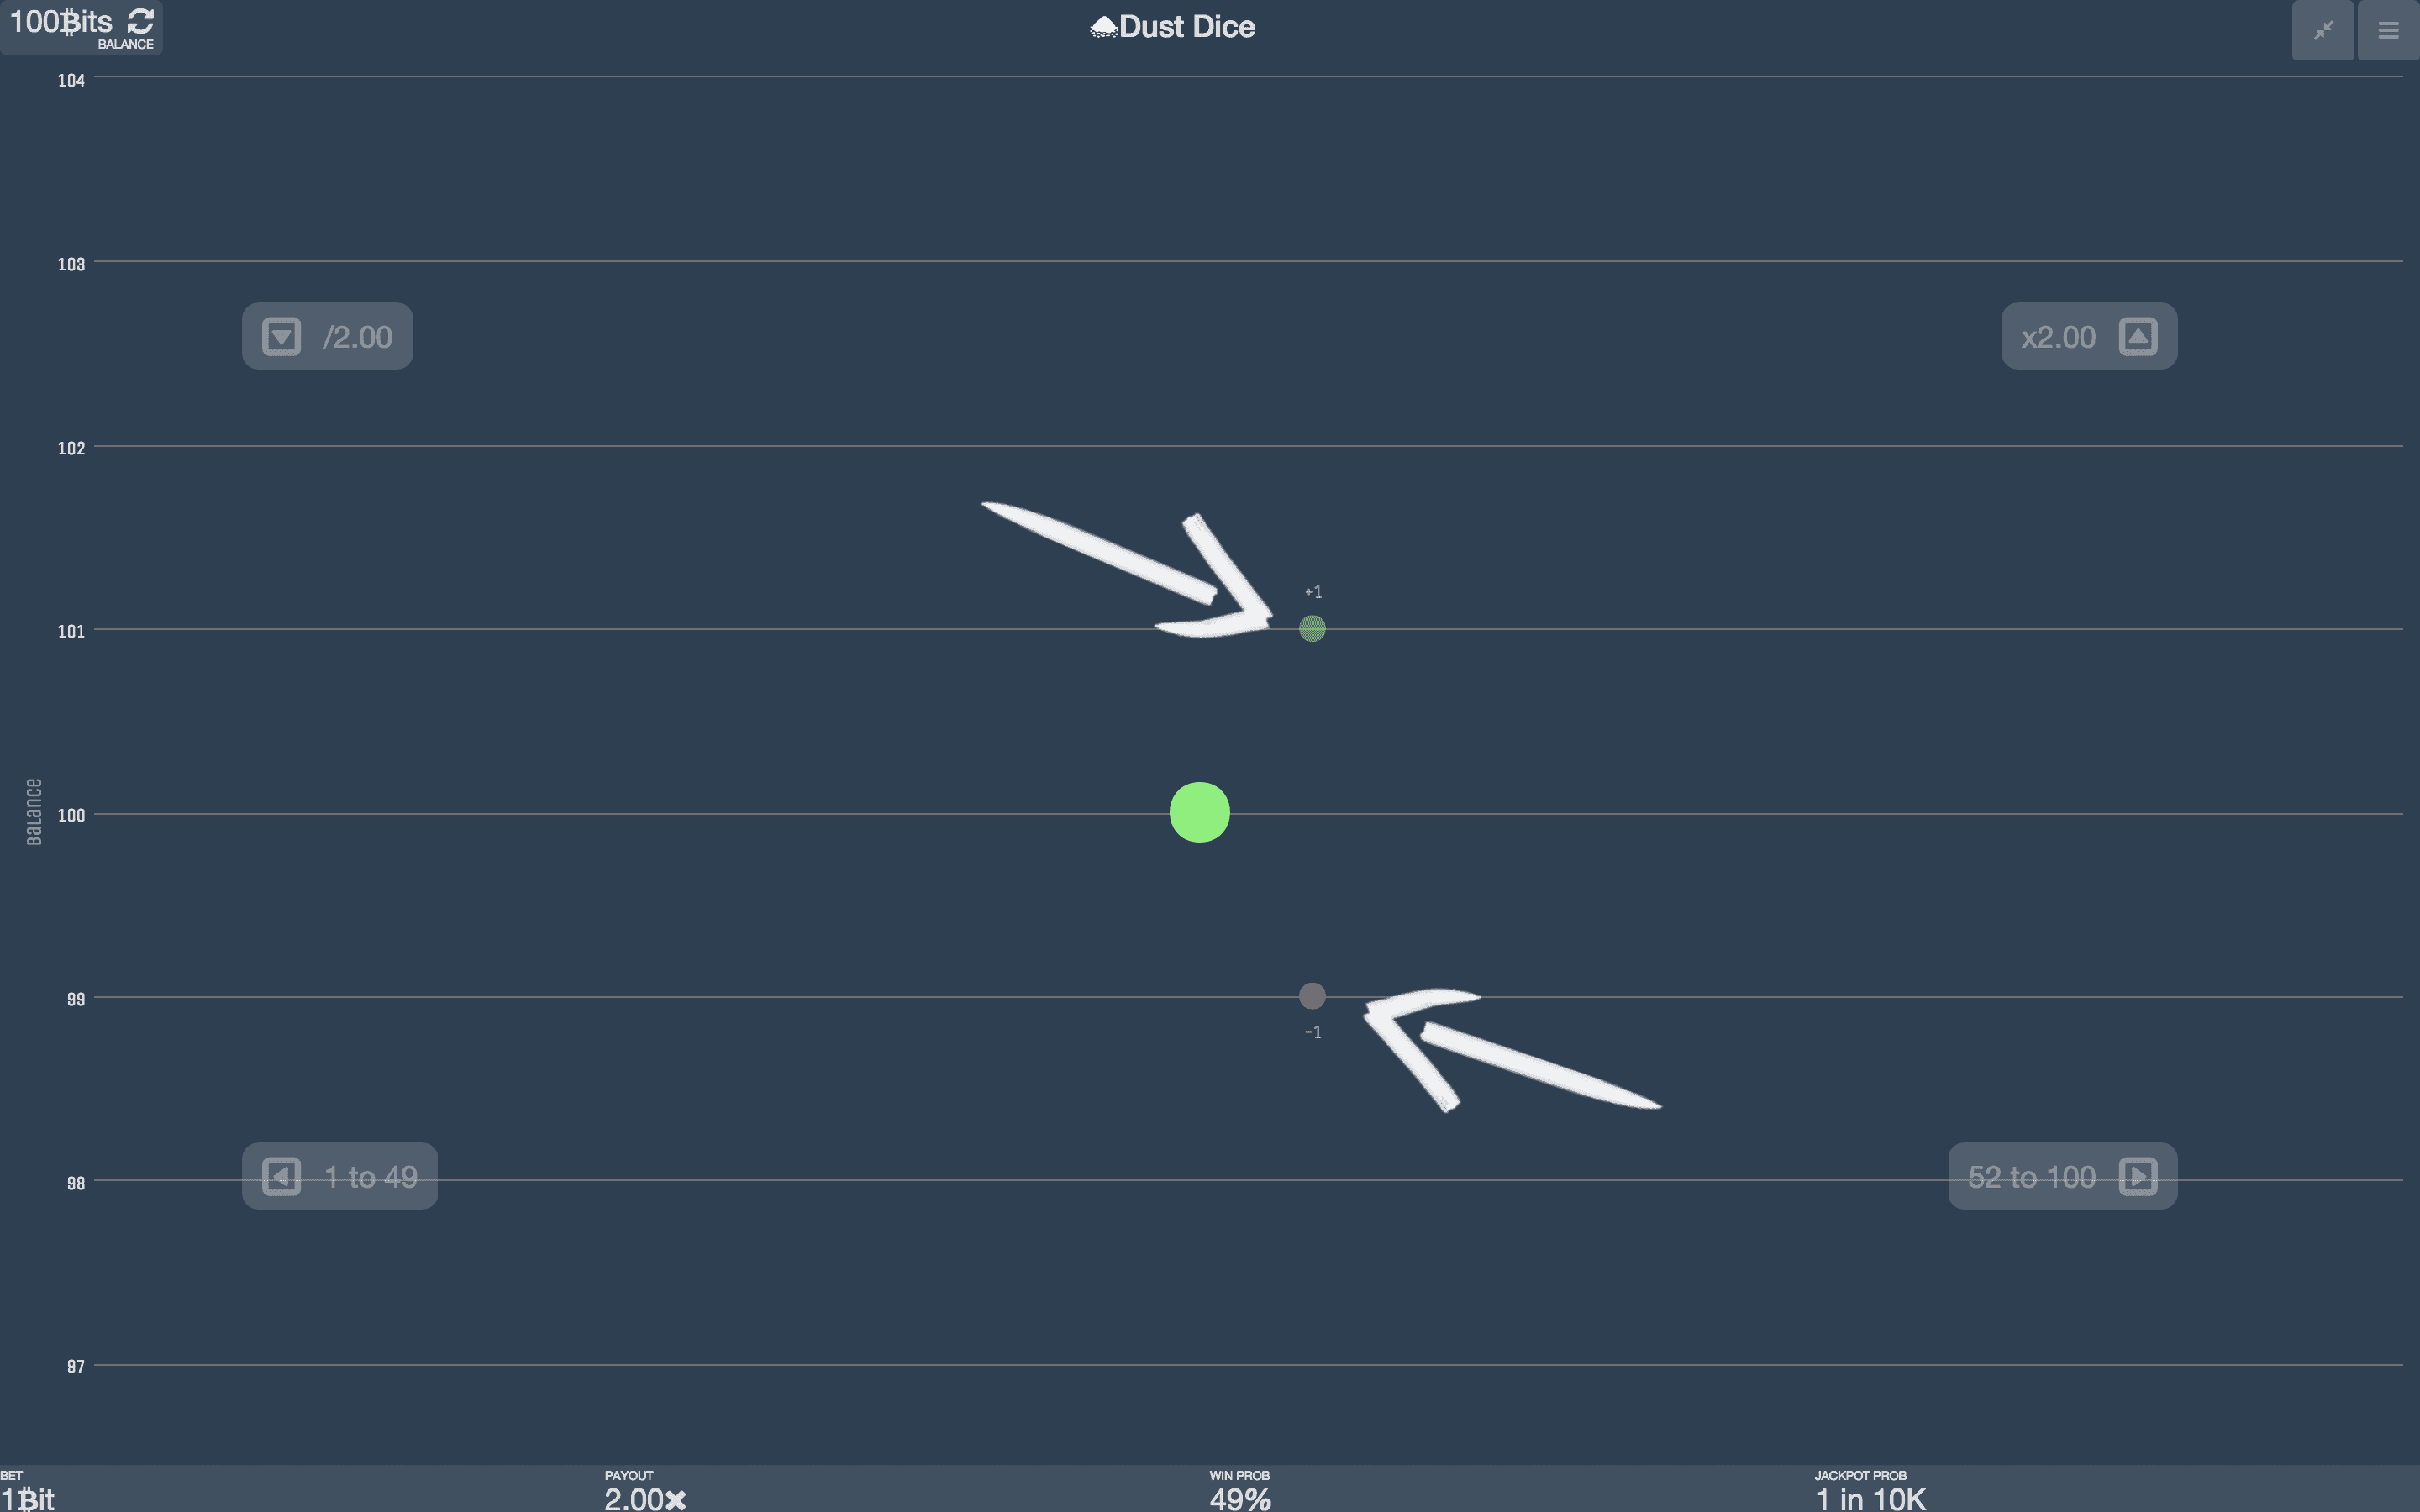 100Ƀits
BALANCE
Dust Dice
104
103
/2.00
x2.00
102
+1
101
Balance
100
99
-1
1 to 49
52 to 100
98
97
BET
1Ƀit
PAYOUT
2.00✖
WIN PROB
49%
JACKPOT PROB
1 in 10K